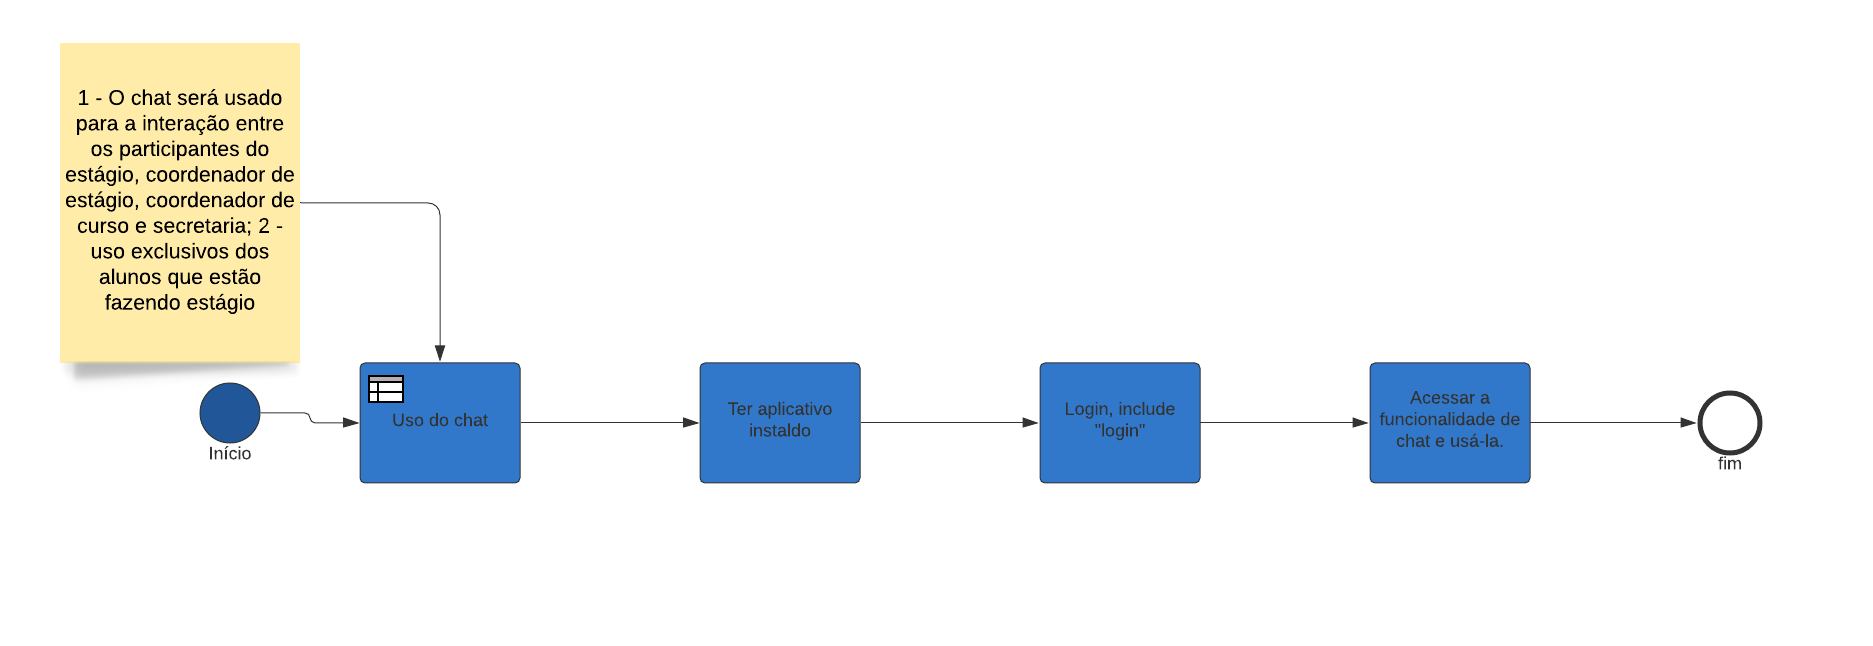 1 - O chat será usado
para a interação entre
os participantes do
estágio, coordenador de
estágio, coordenador de
curso e secretaria; 2 -
uso exclusivos dos
alunos que estão
fazendo estágio
Início
Uso do chat
Ter aplicativo
instaldo
Login, include
"login"
Acessar a
funcionalidade de
chat e usá-la.
fim